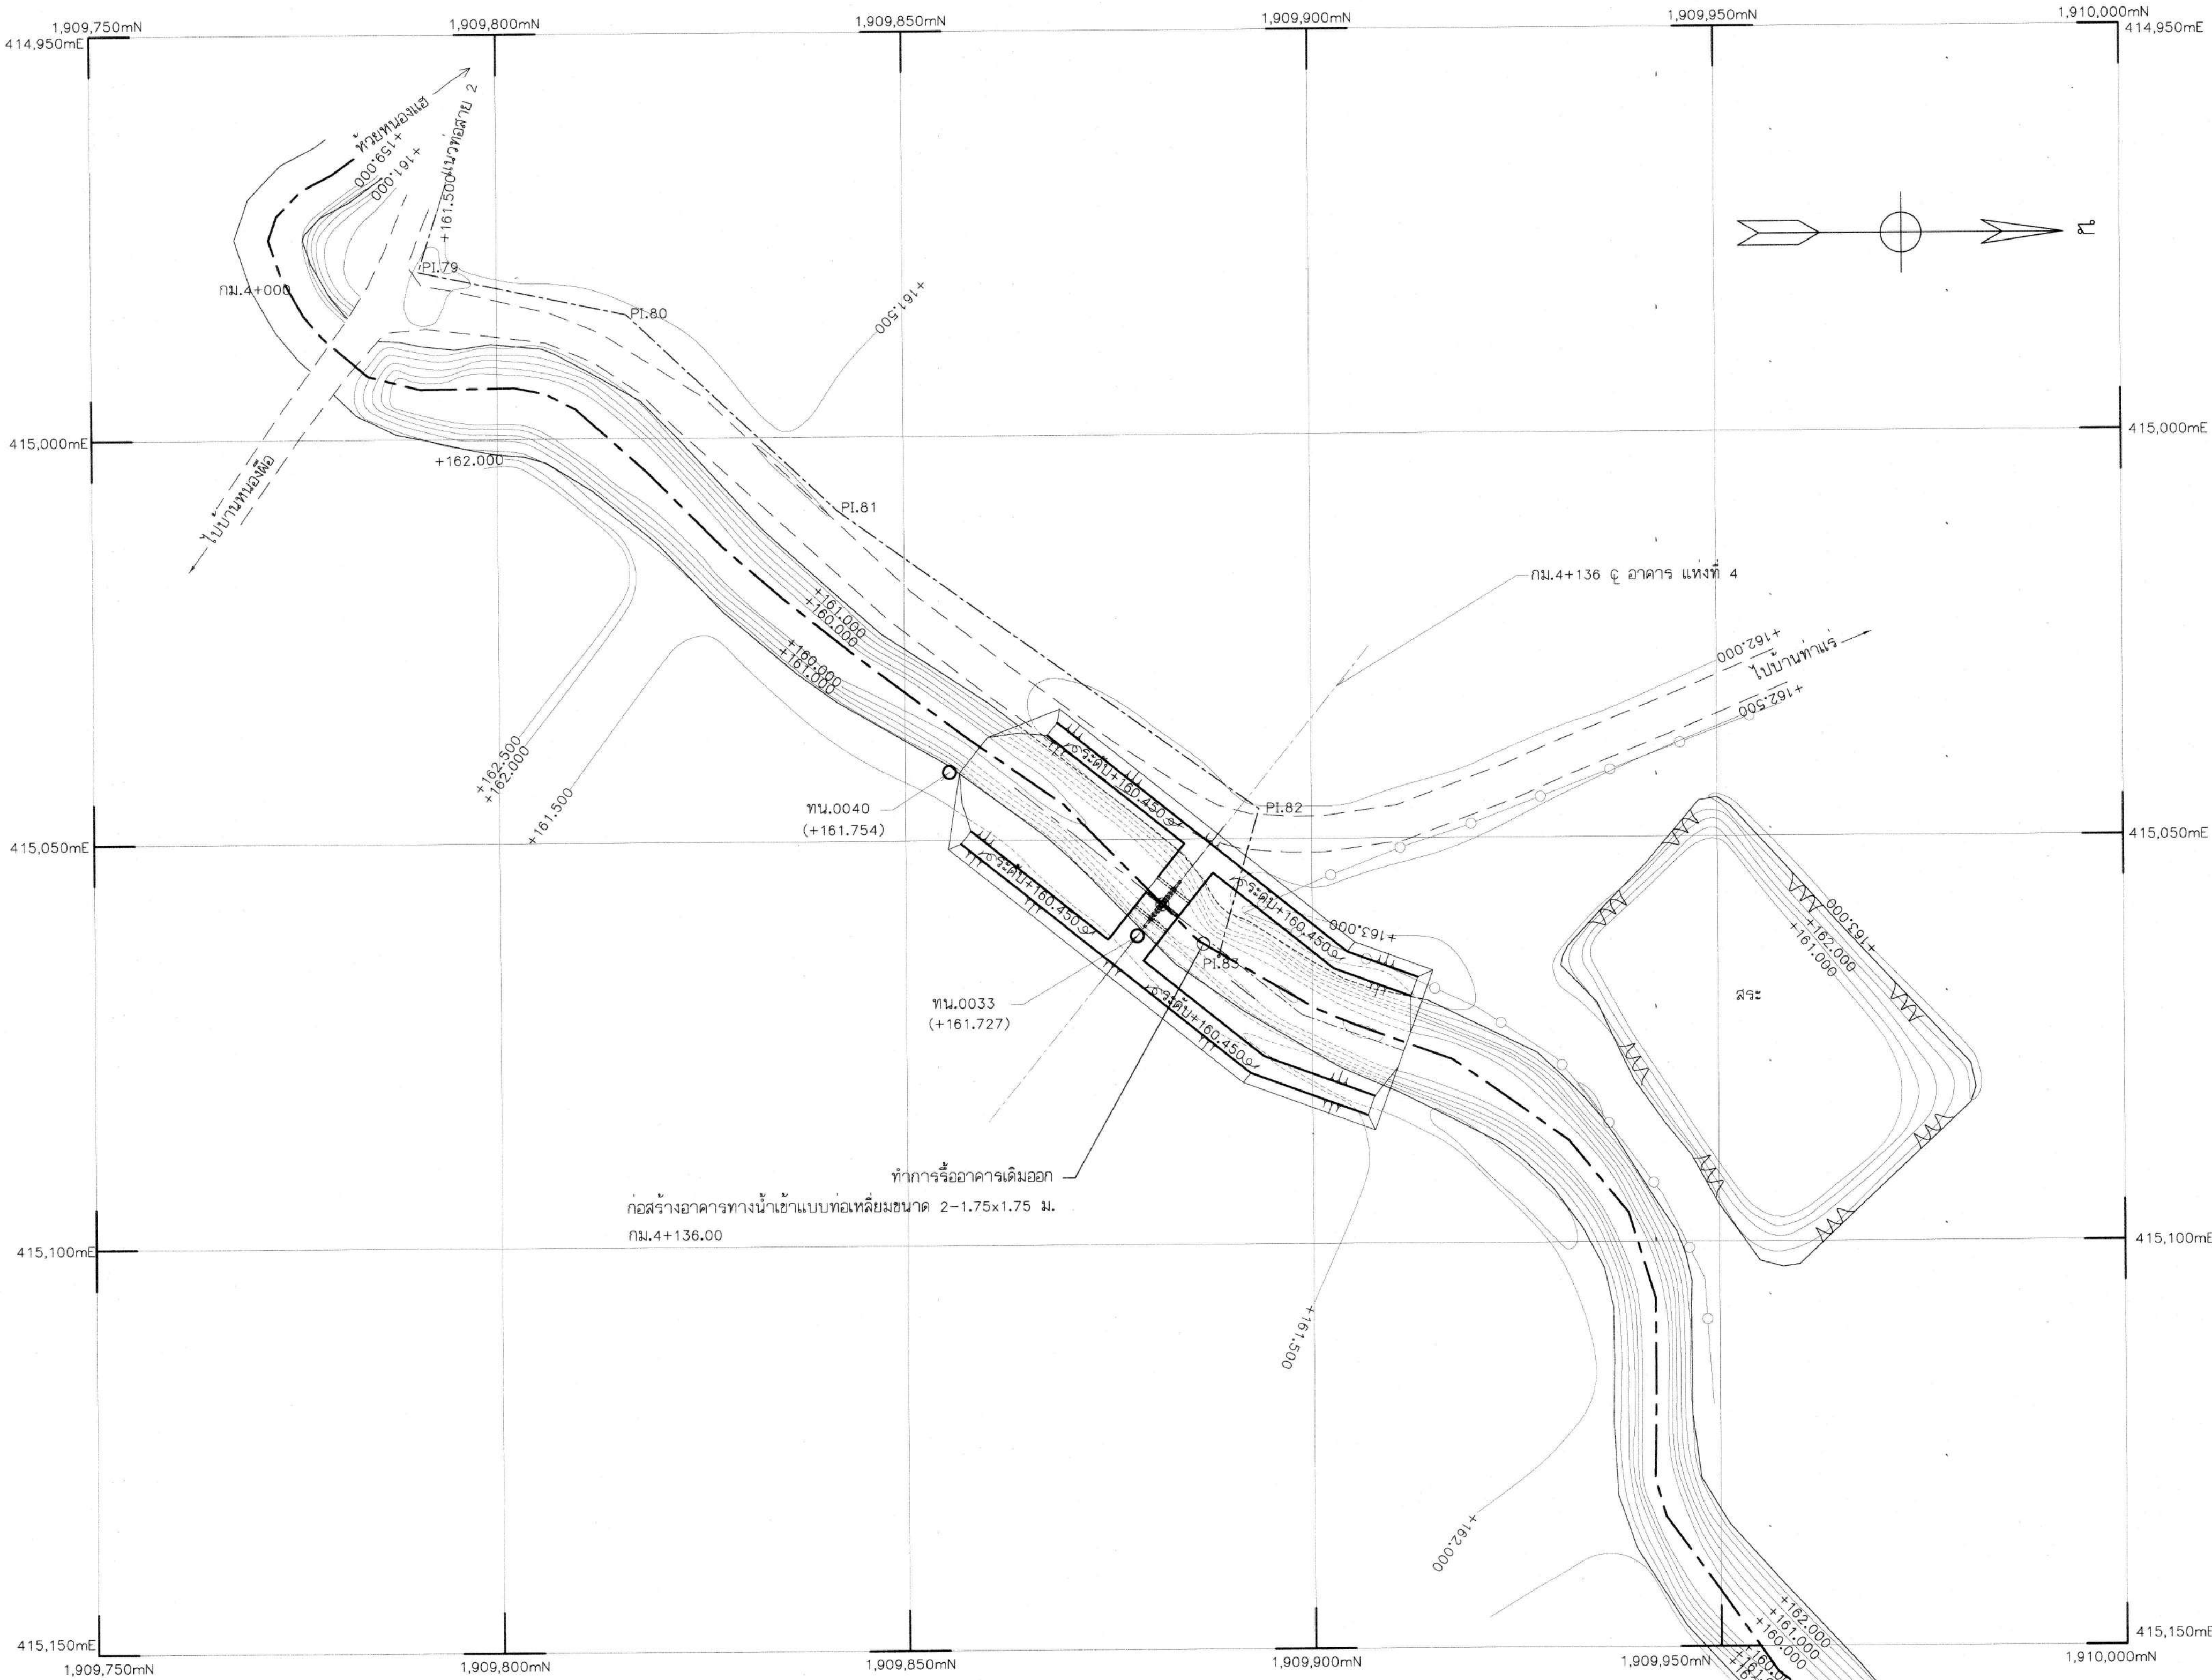 1,909,750mN
1,909,800mN
1,909,850mN
1,909,900mN
1,909,950mN
1,910,000mN
414,950mE
414,950mE
ห้วยหนองแฮ
+159.000
+161.000
+161.500
แนวท่อสาย 2
น
PI.79
กม.4+000
PI.80
+161.500
415,000mE
415,000mE
+162.000
ไปบ้านหนองผือ
PI.81
กม.4+136 ℄ อาคาร แห่งที่ 4
+161.000
+160.000
+160.000
+161.000
+162.000
ไปบ้านท่าแร่
+162.500
+162.500
+162.000
+161.500
ระดับ+160.450
ทน.0040
(+161.754)
PI.82
415,050mE
415,050mE
ระดับ+160.450
ระดับ+160.450
+163.000
+163.000
+162.000
+161.000
PI.83
สระ
ทน.0033
(+161.727)
ระดับ+160.450
ทำการรื้ออาคารเดิมออก
ก่อสร้างอาคารทางน้ำเข้าแบบท่อเหลี่ยมขนาด 2-1.75x1.75 ม.
กม.4+136.00
415,100mE
415,100mE
+161.500
+162.000
+162.000
+161.000
+160.000
415,150mE
415,150mE
1,909,750mN
1,909,800mN
1,909,850mN
1,909,900mN
1,909,950mN
1,910,000mN